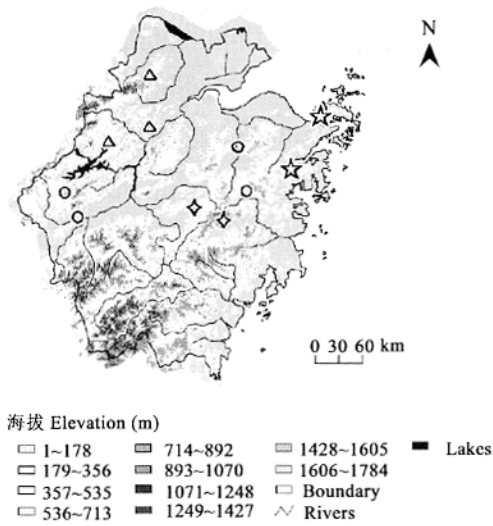 N
0 30 60 km
海拔 Elevation (m)
1~178 714~892 1428~1605 Lakes
179~356 893~1070 1606~1784
357~535 1071~1248 Boundary
536~713 1249~1427 Rivers